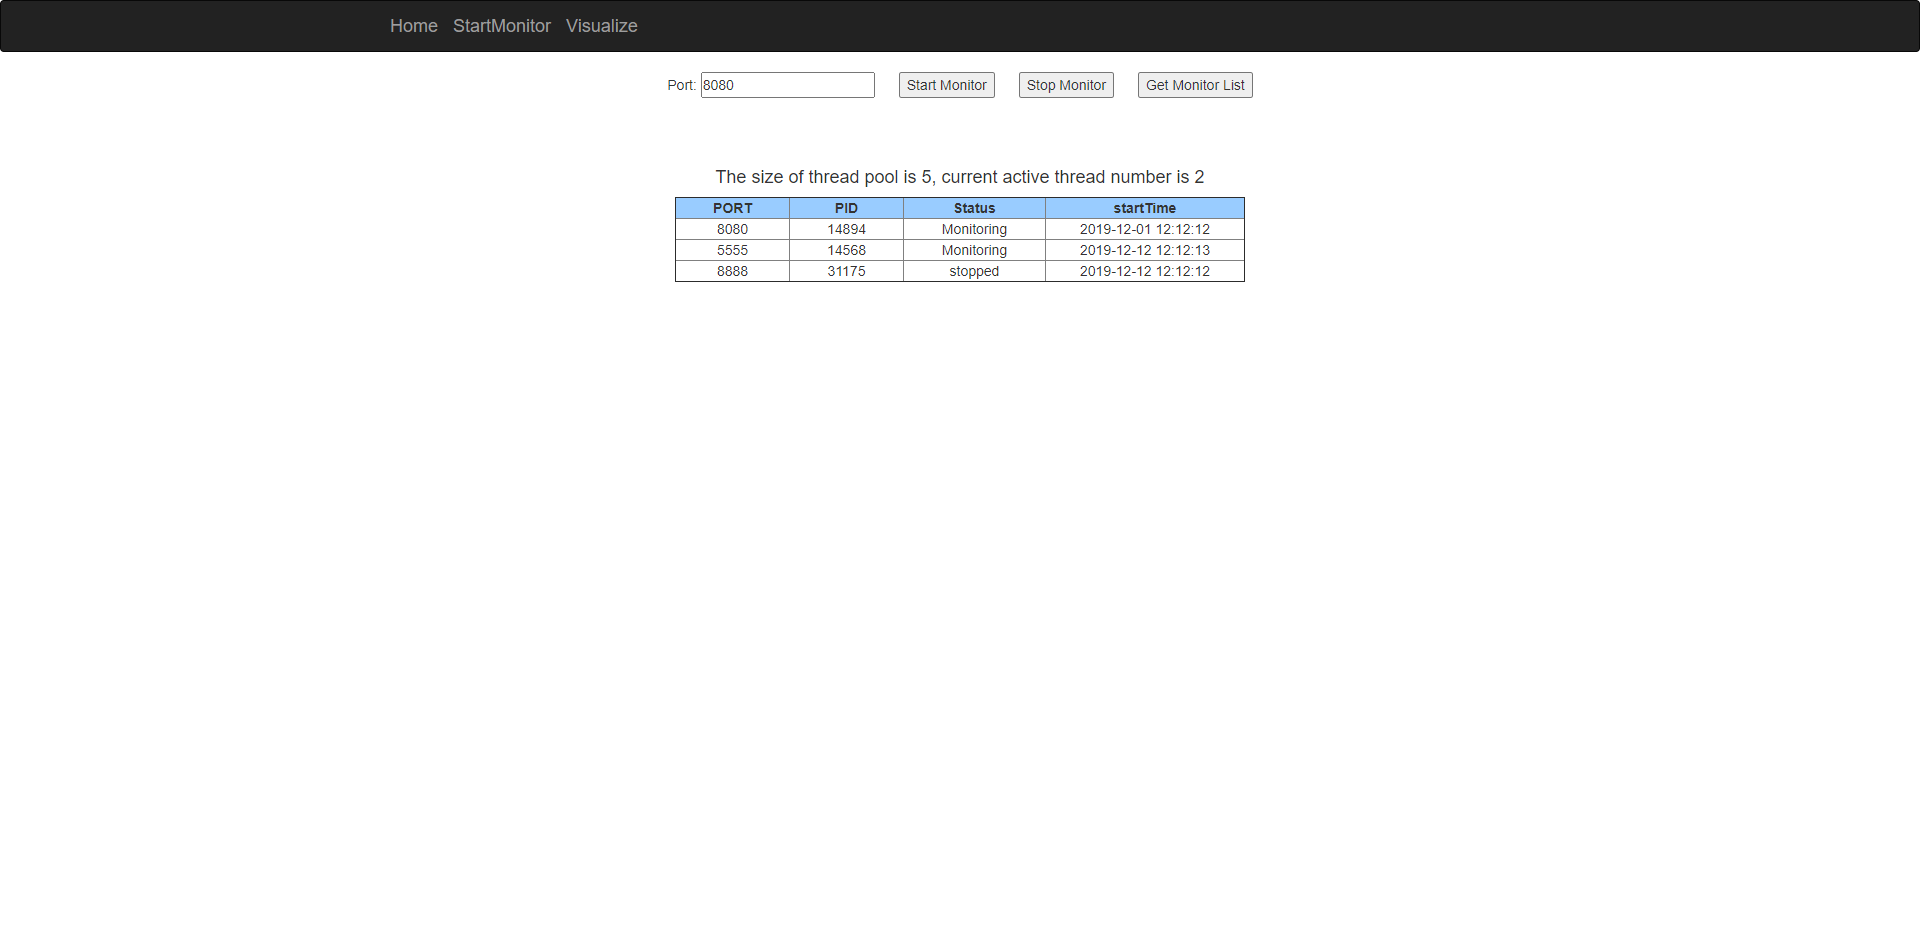 Home StartMonitor Visualize
Port: 8080 Start Monitor Stop Monitor Get Monitor List
The size of thread pool is 5, current active thread number is 2
PORT PID Status startTime
8080 14894 Monitoring 2019-12-01 12:12:12
5555 14568 Monitoring 2019-12-12 12:12:13
8888 31175 stopped 2019-12-12 12:12:12